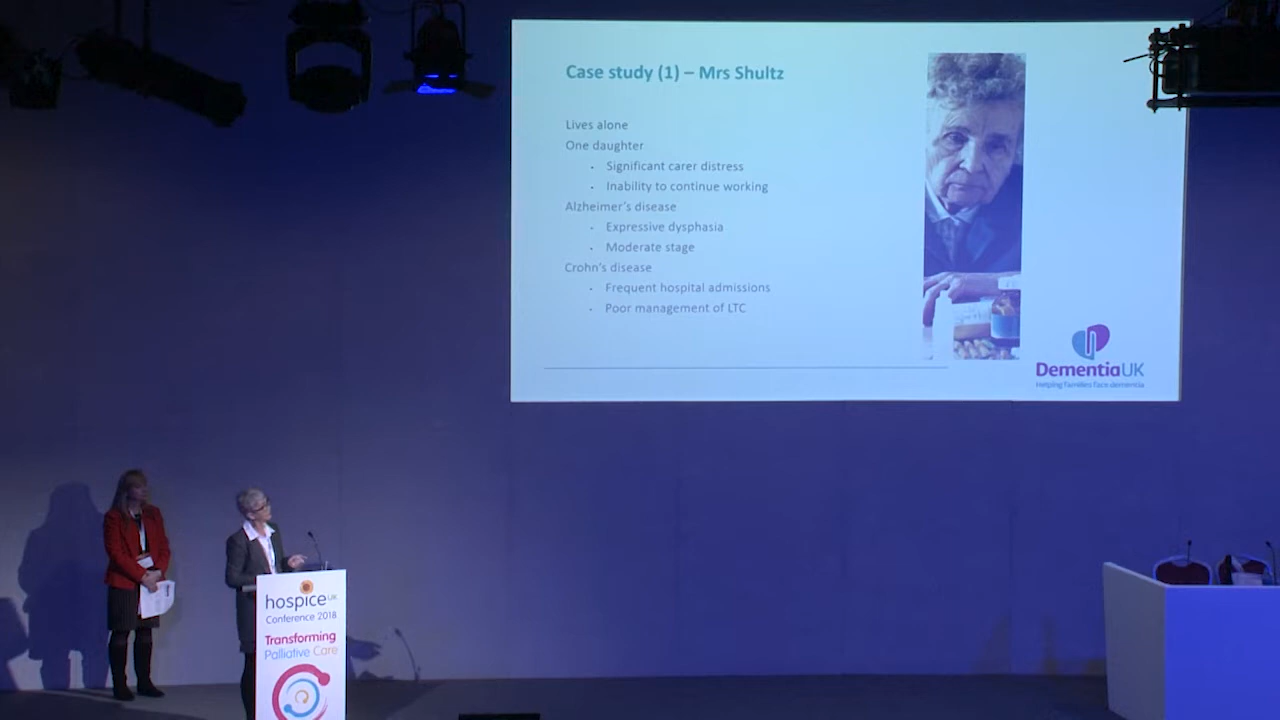 Case study (1) – Mrs Shultz
Lives alone
One daughter
Significant carer distress
Inability to continue working
Alzheimer's disease
Expressive dysphasia
Moderate stage
Crohn's disease
Frequent hospital admissions
Poor management of LTC
DementiaUK
Helping families face dementia
hospice UK
Conference 2018
Transforming
Palliative Care